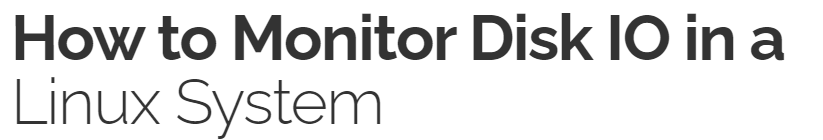 How to Monitor Disk IO in a
Linux System